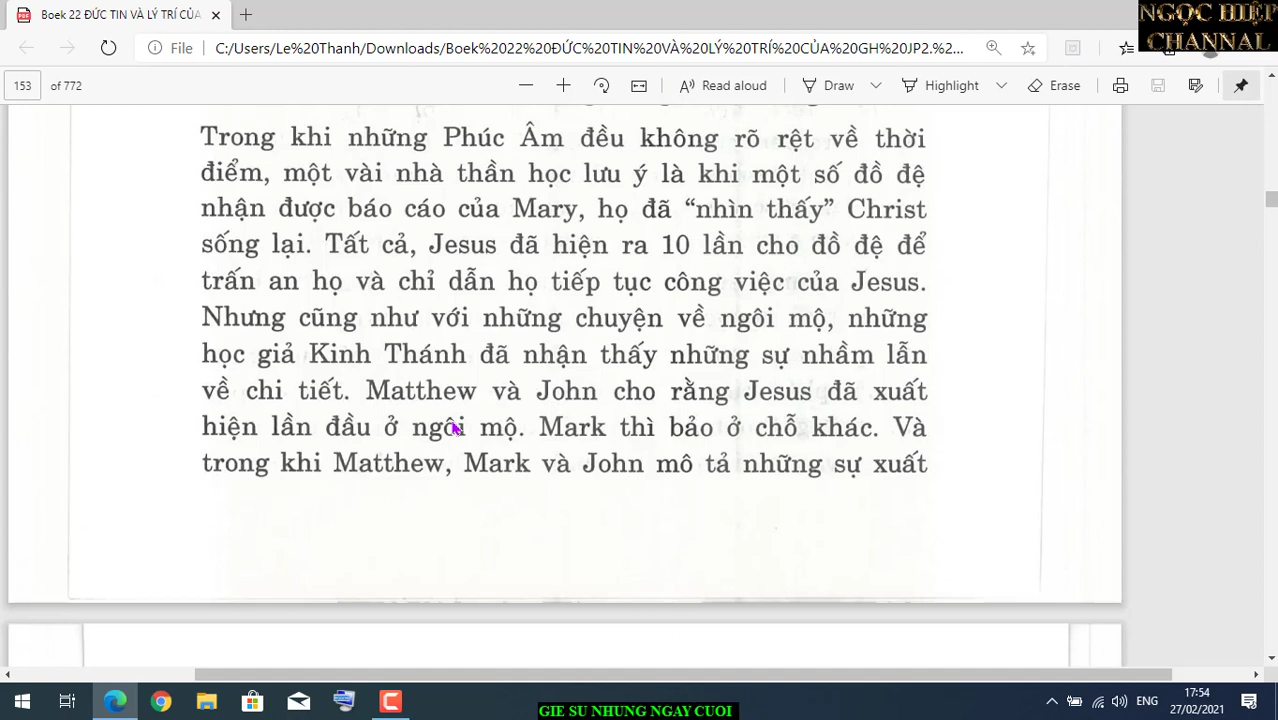 Boek 22 ĐỨC TIN VÀ LÝ TRÍ CỦA
NGỌC HIỆP
CHANNAL
File C:/Users/Le%20Thanh/Downloads/Boek%2022%20ĐỨC%20TIN%20VÀ%20LÝ%20TRÍ%20CỦA%20GH%20JP2.%...
153 of 772 Read aloud Draw Highlight Erase
Trong khi những Phúc Âm đều không rõ rệt về thời
điểm, một vài nhà thần học lưu ý là khi một số đồ đệ
nhận được báo cáo của Mary, họ đã “nhìn thấy” Christ
sống lại. Tất cả, Jesus đã hiện ra 10 lần cho đồ đệ để
trấn an họ và chỉ dẫn họ tiếp tục công việc của Jesus.
Nhưng cũng như với những chuyện về ngôi mộ, những
học giả Kinh Thánh đã nhận thấy những sự nhầm lẫn
về chi tiết. Matthew và John cho rằng Jesus đã xuất
hiện lần đầu ở ngôi mộ. Mark thì bảo ở chỗ khác. Và
trong khi Matthew, Mark và John mô tả những sự xuất
ENG
17:54
27/02/2021
GIE SU NHUNG NGAY CUOI